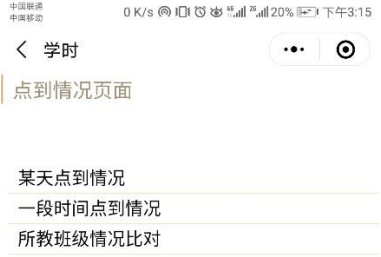 中国联通
中国移动
0 K/s 4G 2G 20% 下午3:15
学时
点到情况页面
某天点到情况
一段时间点到情况
所教班级情况比对